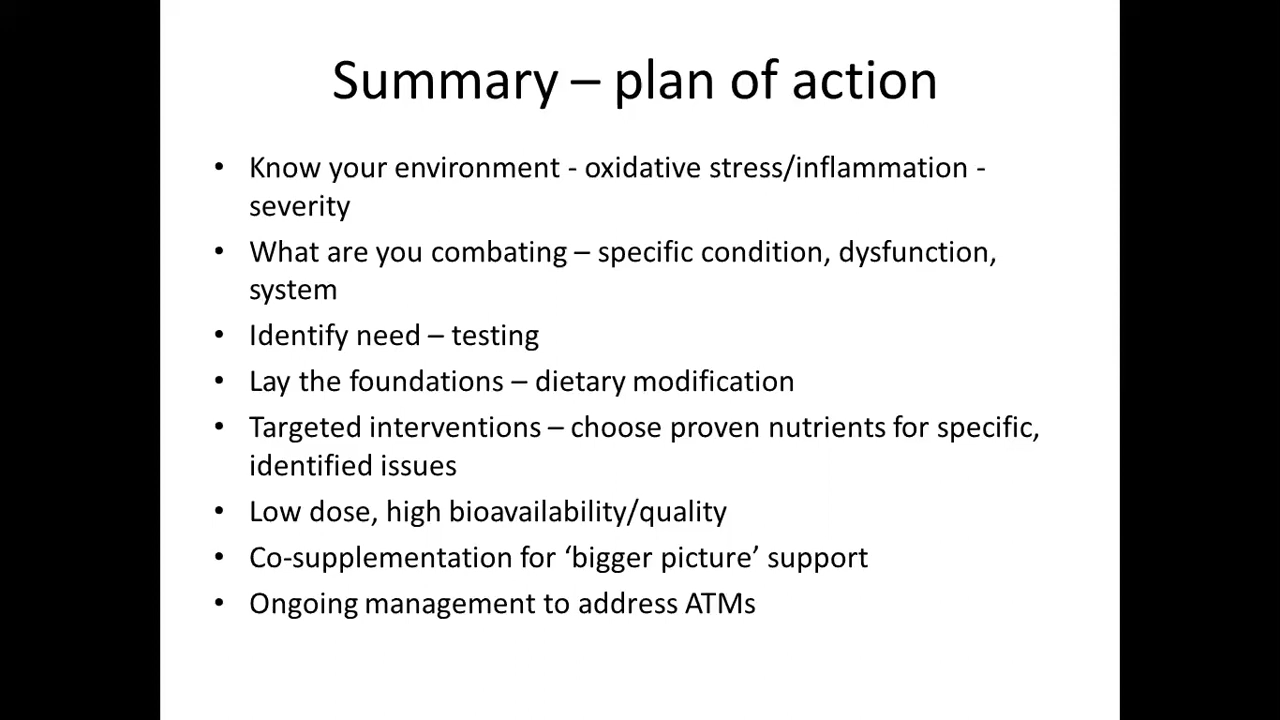 Summary – plan of action
• Know your environment - oxidative stress/inflammation -
severity
• What are you combating – specific condition, dysfunction,
system
• Identify need – testing
• Lay the foundations – dietary modification
• Targeted interventions – choose proven nutrients for specific,
identified issues
• Low dose, high bioavailability/quality
• Co-supplementation for ‘bigger picture’ support
• Ongoing management to address ATMs